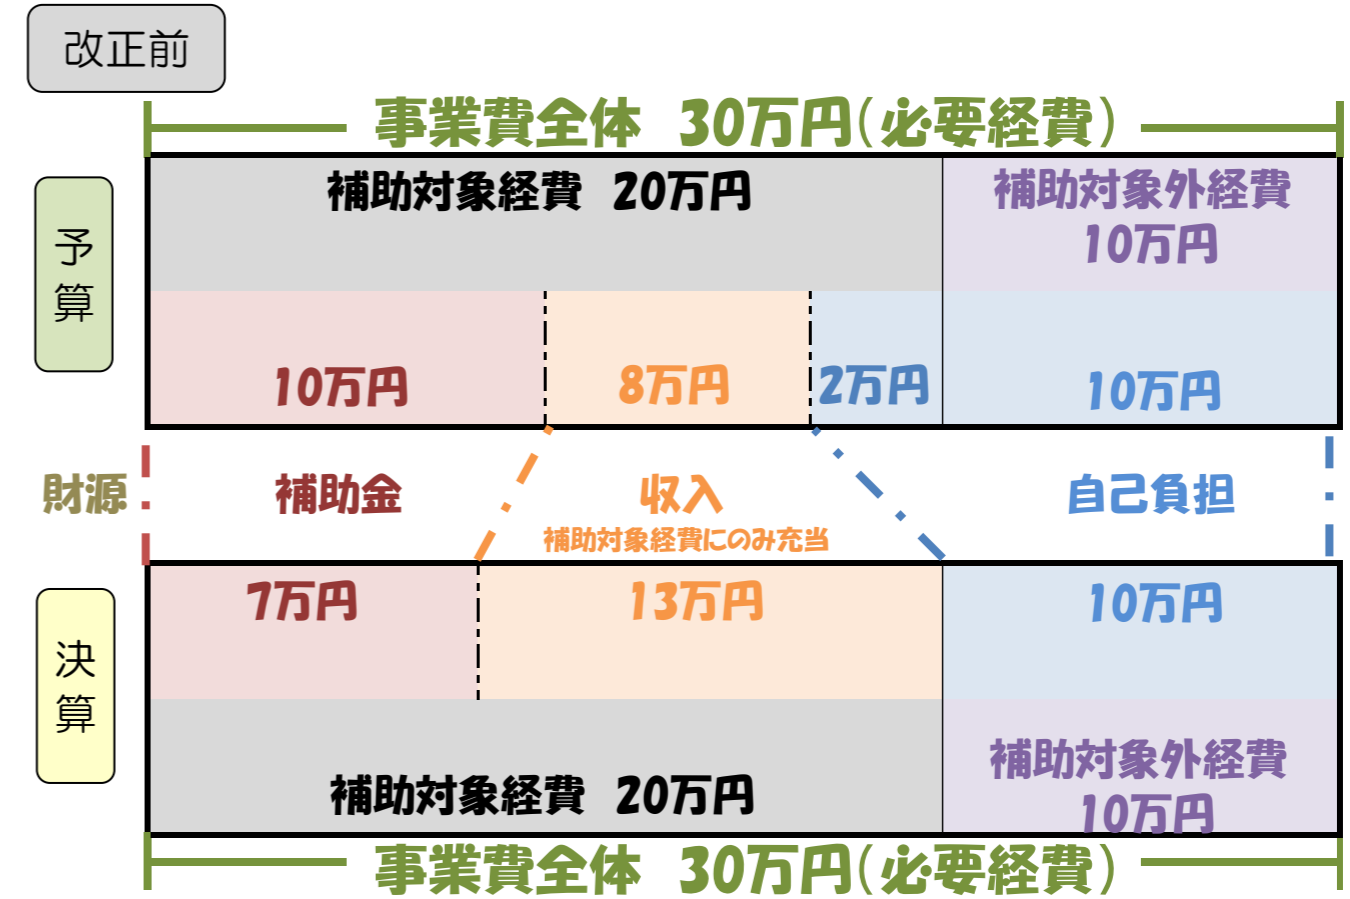 改正前
事業費全体 30万円(必要経費)
予算
補助対象経費 20万円
補助対象外経費
10万円
10万円
8万円
2万円
10万円
財源
補助金
収入
補助対象経費にのみ充当
自己負担
決算
7万円
13万円
10万円
補助対象経費 20万円
補助対象外経費
10万円
事業費全体 30万円(必要経費)